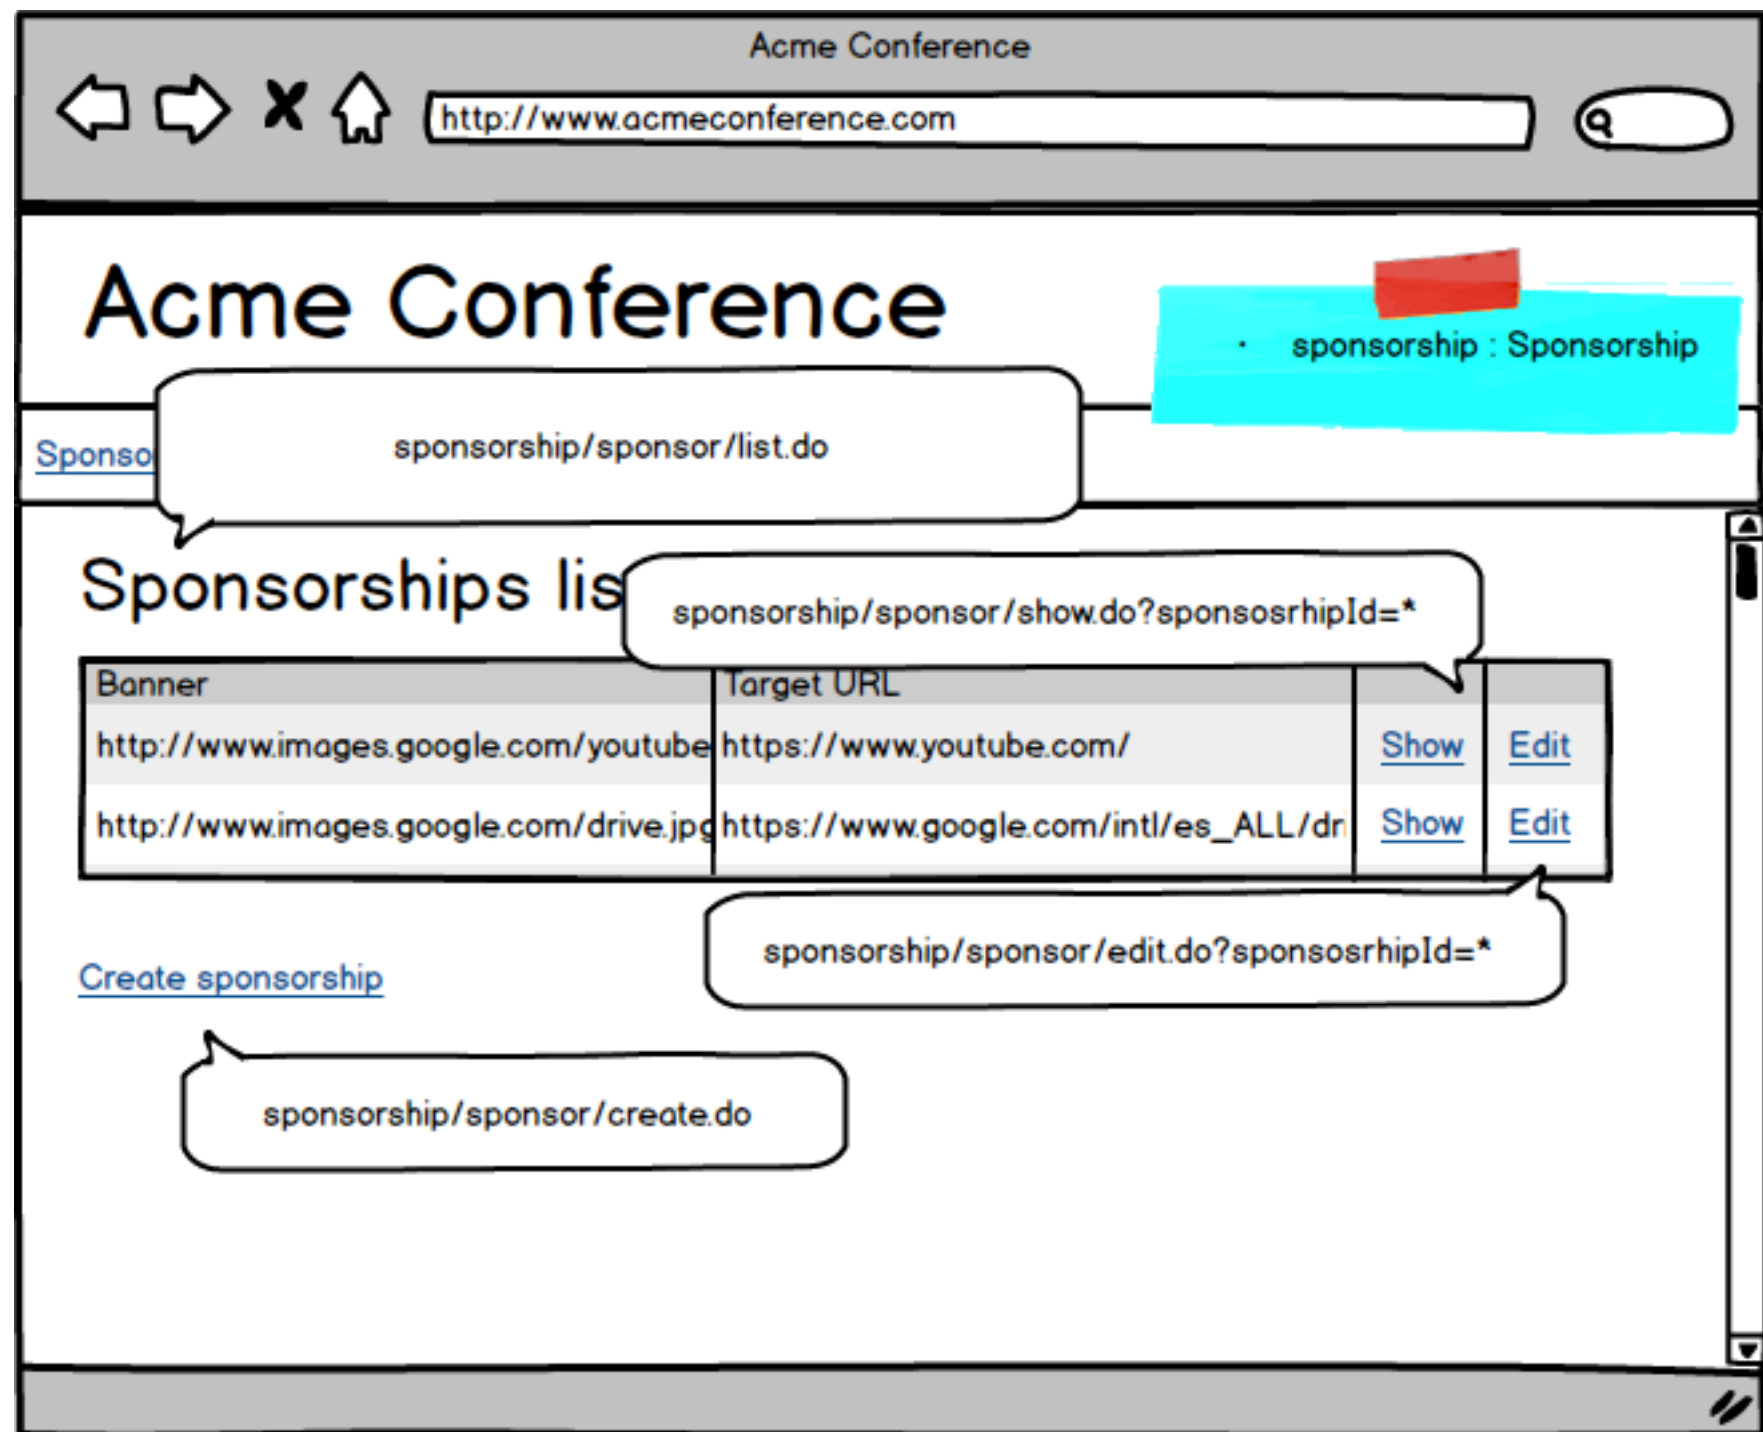 Acme Conference
http://www.acmeconference.com
Acme Conference
· sponsorship : Sponsorship
Sponso
sponsorship/sponsor/list.do
Sponsorships lis
sponsorship/sponsor/show.do?sponsosrhipId=*
Banner Target URL
http://www.images.google.com/youtube https://www.youtube.com/ Show Edit
http://www.images.google.com/drive.jpg https://www.google.com/intl/es_ALL/dri Show Edit
sponsorship/sponsor/edit.do?sponsosrhipId=*
Create sponsorship
sponsorship/sponsor/create.do